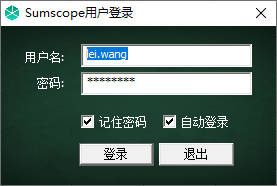 Sumscope用户登录
用户名: lei.wang
密码: ********
记住密码 自动登录
登录 退出